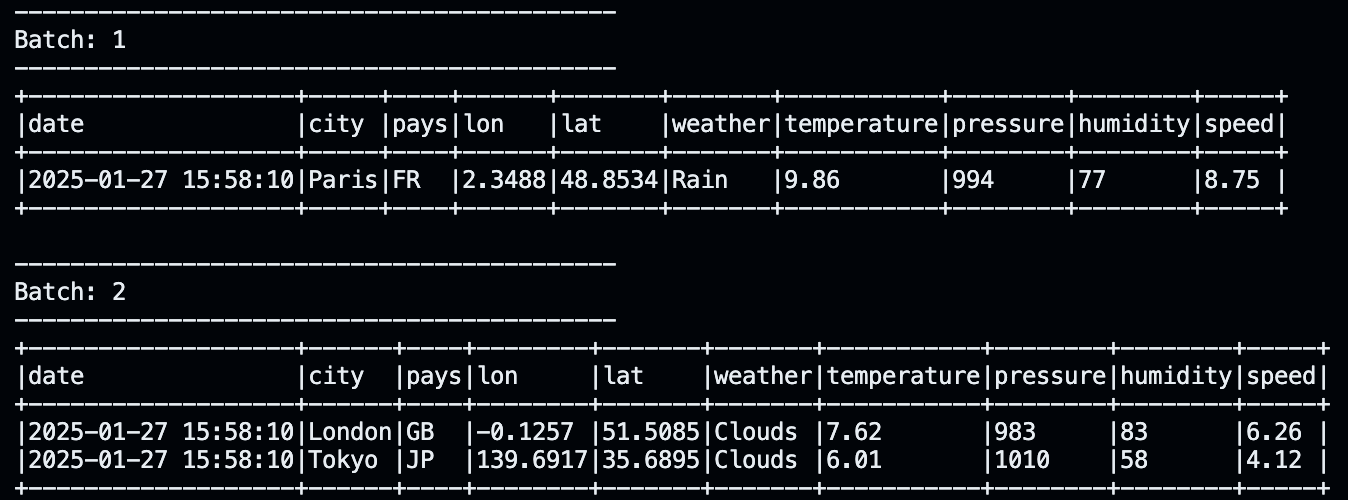 -------------------------------------------
Batch: 1
-------------------------------------------
+-------------------+-----+----+------+-------+-------+-----------+--------+--------+-----+
|date               |city |pays|lon   |lat    |weather|temperature|pressure|humidity|speed|
+-------------------+-----+----+------+-------+-------+-----------+--------+--------+-----+
|2025-01-27 15:58:10|Paris|FR  |2.3488|48.8534|Rain   |9.86       |994     |77      |8.75 |
+-------------------+-----+----+------+-------+-------+-----------+--------+--------+-----+
-------------------------------------------
Batch: 2
-------------------------------------------
+-------------------+------+----+--------+-------+-------+-----------+--------+--------+-----+
|date               |city  |pays|lon     |lat    |weather|temperature|pressure|humidity|speed|
+-------------------+------+----+--------+-------+-------+-----------+--------+--------+-----+
|2025-01-27 15:58:10|London|GB  |-0.1257 |51.5085|Clouds |7.62       |983     |83      |6.26 |
|2025-01-27 15:58:10|Tokyo |JP  |139.6917|35.6895|Clouds |6.01       |1010    |58      |4.12 |
+-------------------+------+----+--------+-------+-------+-----------+--------+--------+-----+